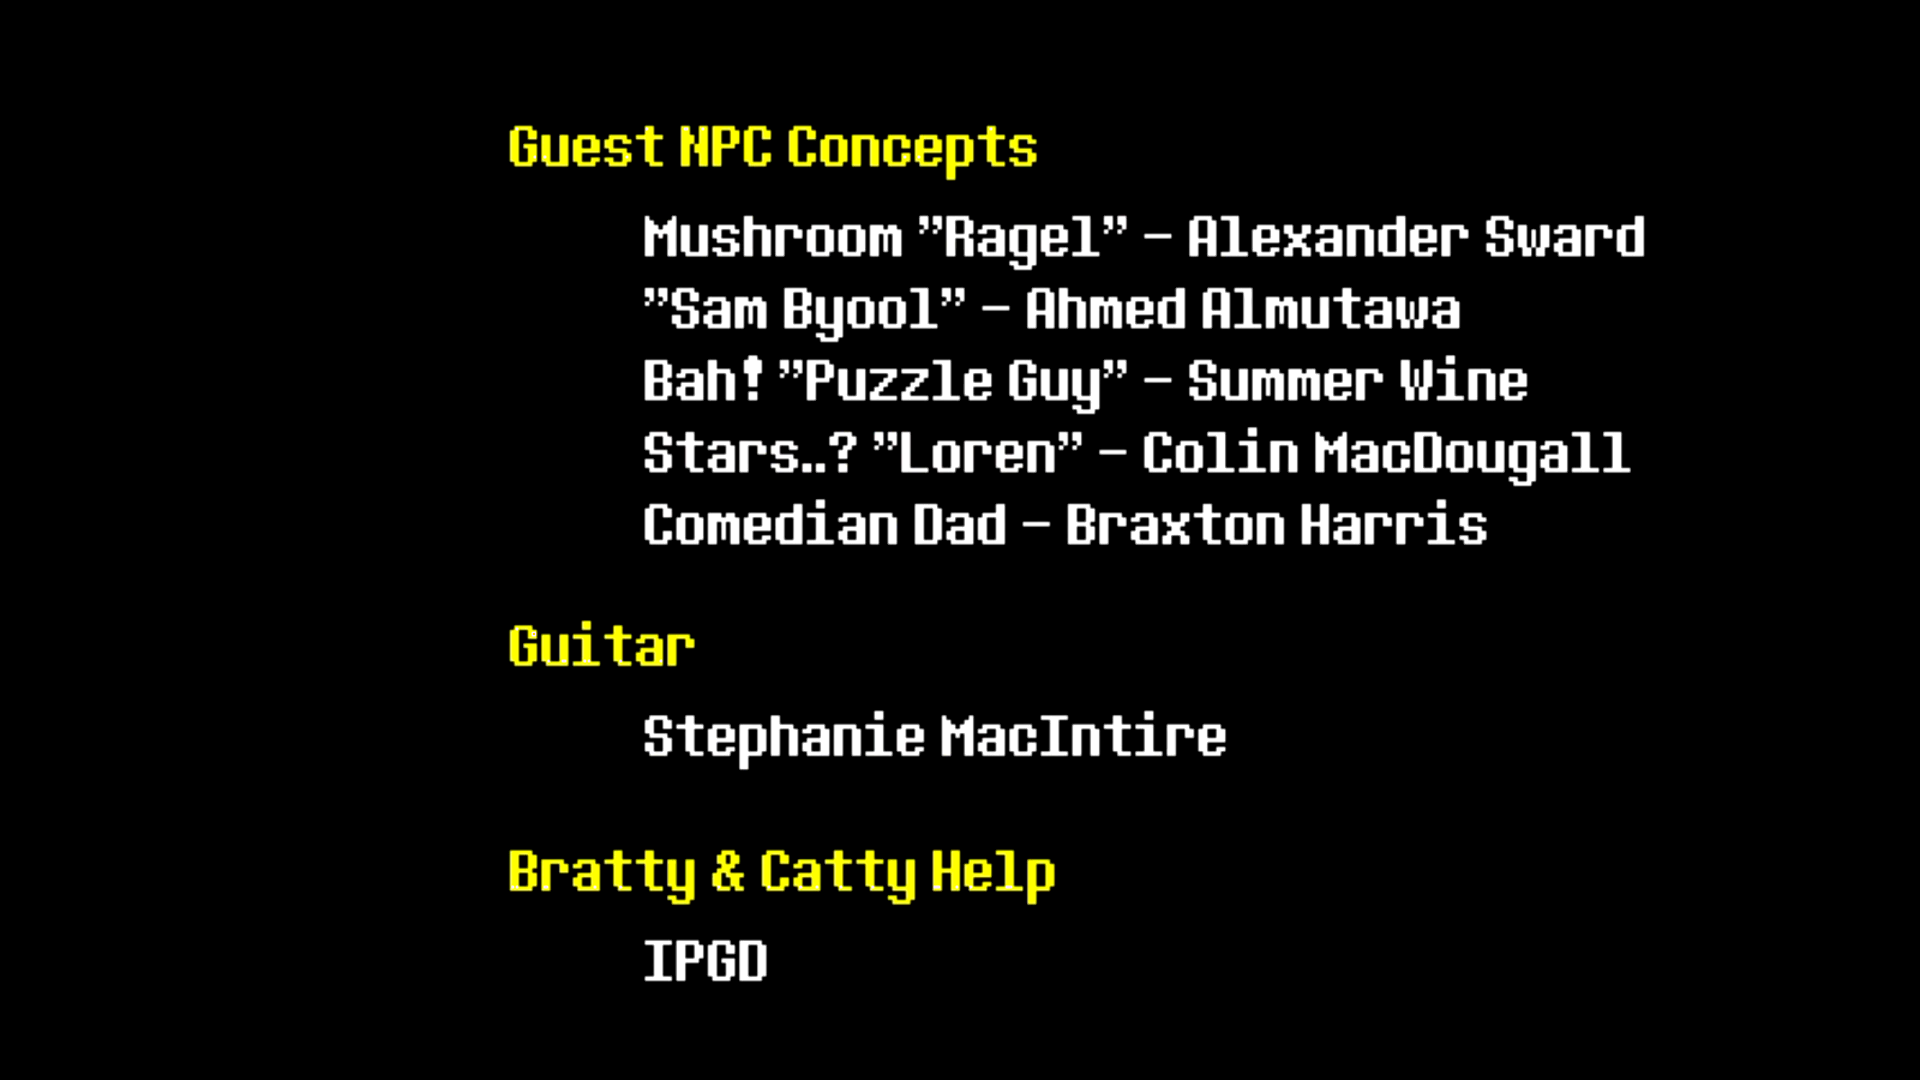 Guest NPC Concepts
Mushroom "Ragel" - Alexander Sward
"Sam Byool" - Ahmed Almutawa
Bah! "Puzzle Guy" - Summer Wine
Stars..? "Loren" - Colin MacDougall
Comedian Dad - Braxton Harris
Guitar
Stephanie MacIntire
Bratty & Catty Help
IPGD